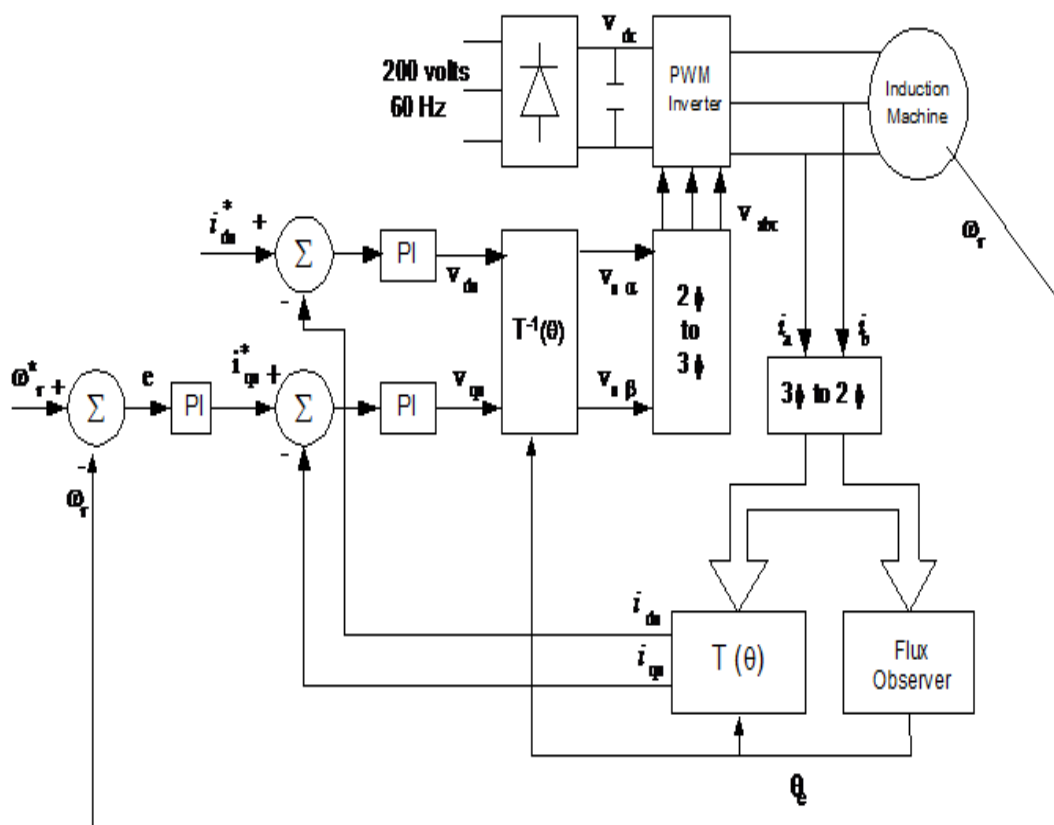 200 volts
60 Hz
V dc
PWM
Inverter
Induction
Machine
ω r
V abc
i* ds +
Σ
-
PI
V ds
T⁻¹(θ)
V s α
2 ϕ
to
3 ϕ
i a
i b
3ϕ to 2 ϕ
ω* r +
Σ
-
ω r
e
PI
i* qs +
Σ
-
PI
V qs
V s β
i ds
i qs
T (θ)
Flux
Observer
θ e